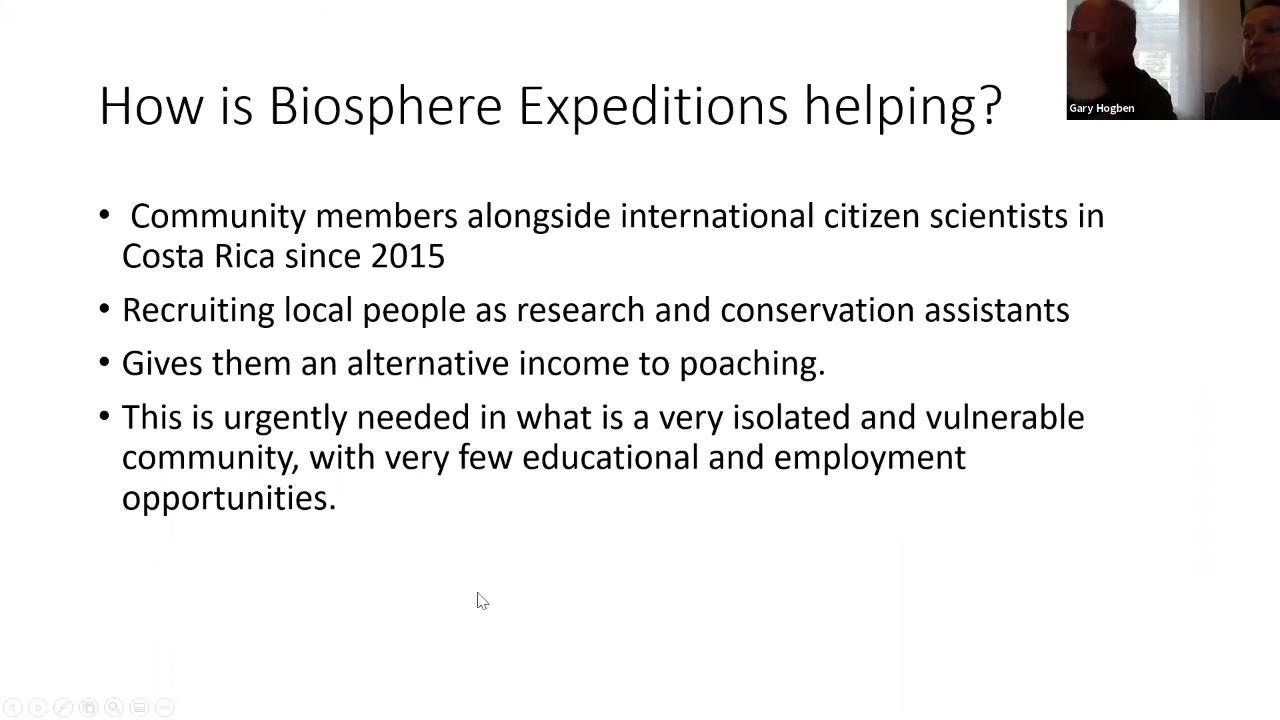 How is Biosphere Expeditions helping?
Gary Hogben
• Community members alongside international citizen scientists in
Costa Rica since 2015
• Recruiting local people as research and conservation assistants
• Gives them an alternative income to poaching.
• This is urgently needed in what is a very isolated and vulnerable
community, with very few educational and employment
opportunities.